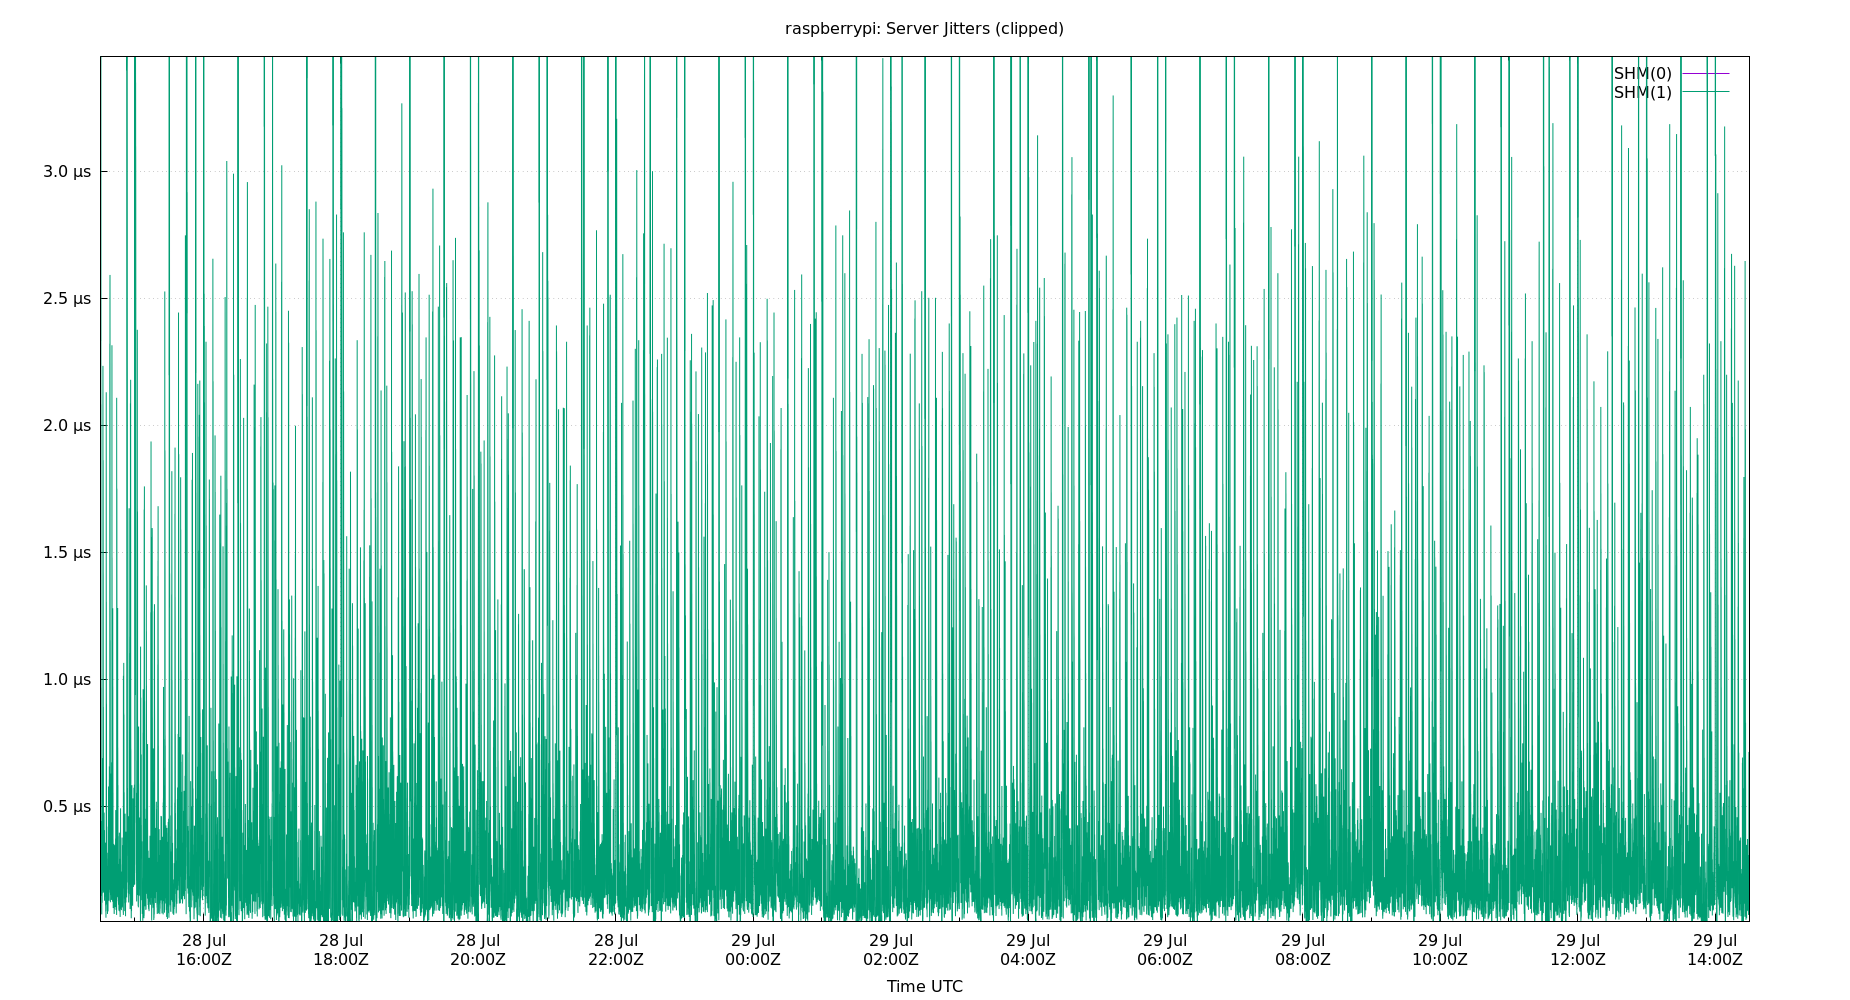 raspberrypi: Server Jitters (clipped)
SHM(0)
SHM(1)
3.0 μs
2.5 μs
2.0 μs
1.5 μs
1.0 μs
0.5 μs
28 Jul 28 Jul 28 Jul 28 Jul 29 Jul 29 Jul 29 Jul 29 Jul 29 Jul 29 Jul 29 Jul 29 Jul
16:00Z 18:00Z 20:00Z 22:00Z 00:00Z 02:00Z 04:00Z 06:00Z 08:00Z 10:00Z 12:00Z 14:00Z
Time UTC